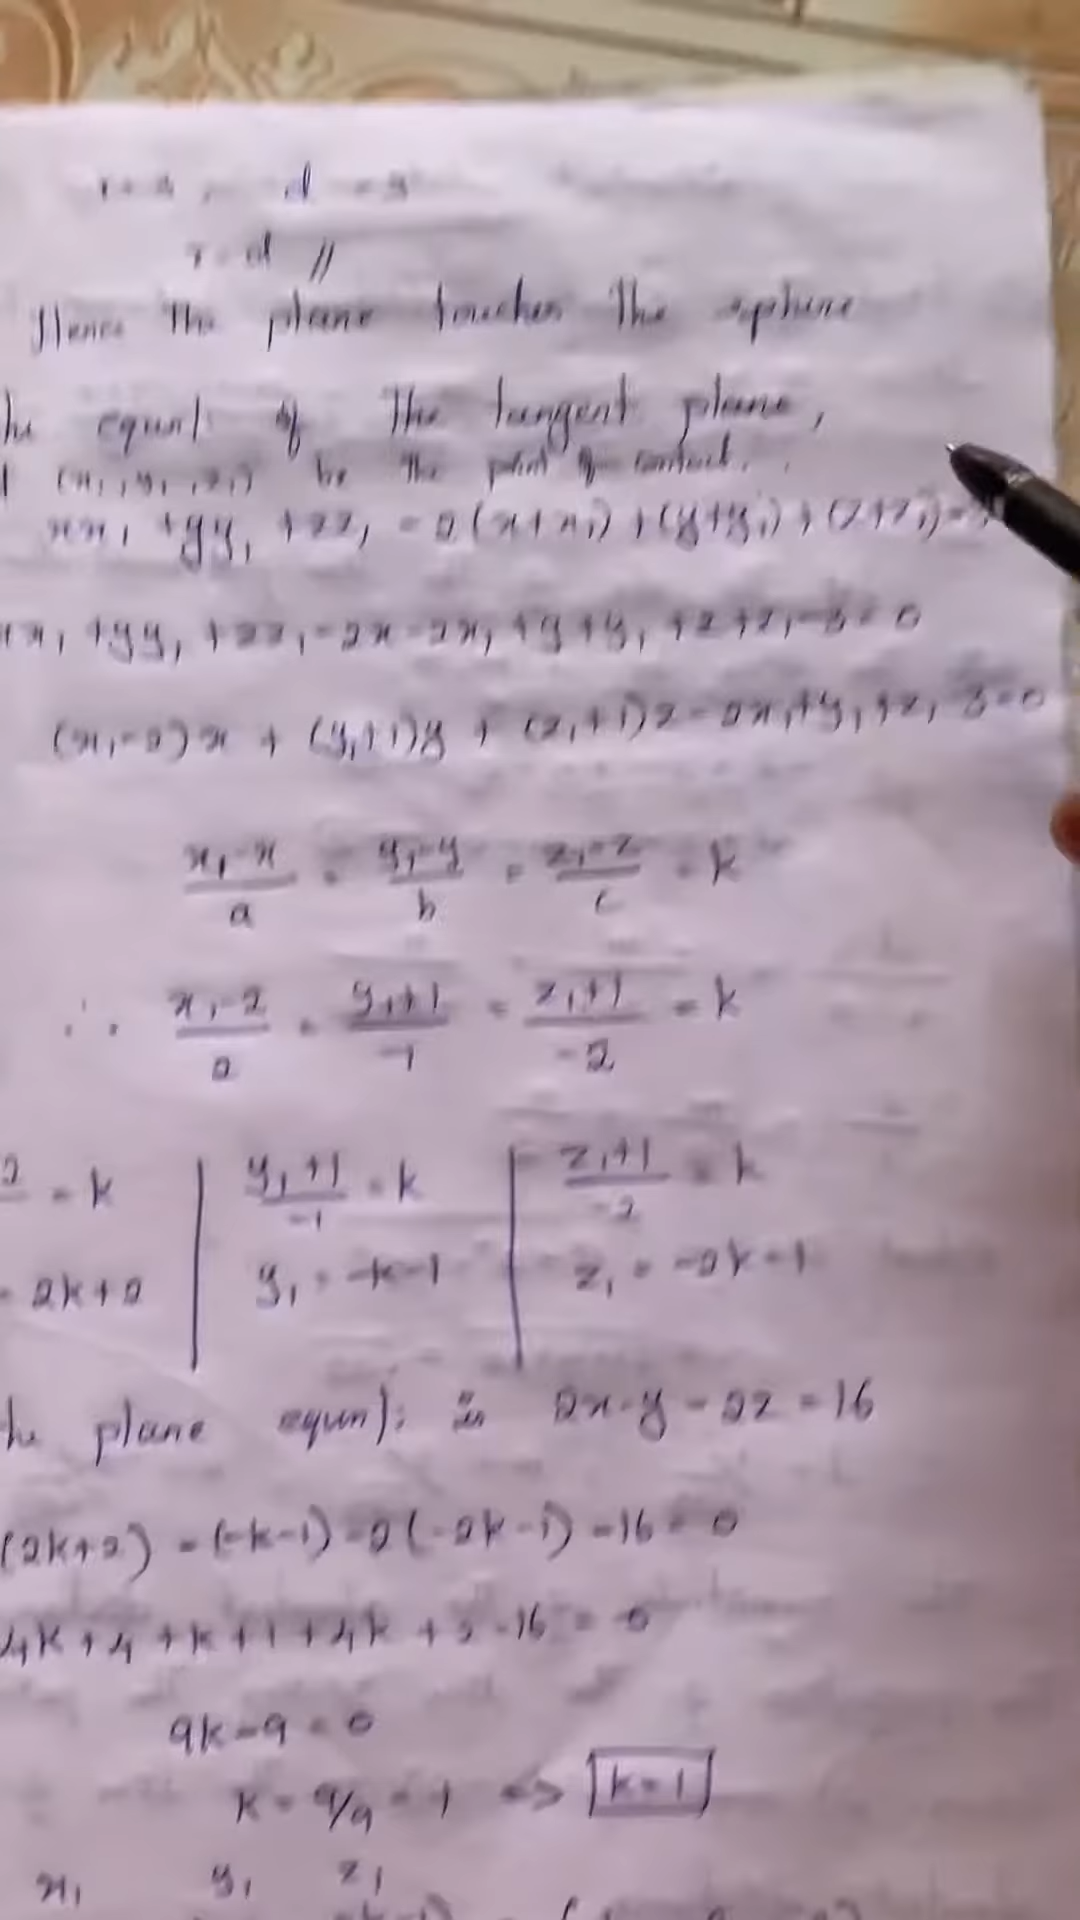 r = d //
Hence The plane touches The sphere
equn/: of The tangent plane,
(x₁, y₁, z₁) be the point of contact.
xx₁ + yy₁ + zz₁ - 2(x+x₁) + (y+y₁) + (z+z₁) -
x₁ + yy₁ + zz₁ - 2x - 2x₁ + y + y₁ + z + z₁ - 3 = 0
(x₁-2)x + (y₁+1)y + (z₁+1)z - 2x₁ + y₁ + z₁ - 3 = 0
(x₁-x)/a = (y₁-y)/b = (z₁-z)/c = k
∴ (x₁-2)/2 = (y₁+1)/-1 = (z₁+1)/-2 = k
2 = k | (y₁+1)/-1 = k | (z₁+1)/-2 = k
= 2k+2 | y₁ = -k-1 | z₁ = -2k-1
plane equn/: is 2x-y-2z=16
(2k+2) - (-k-1) - 2(-2k-1) - 16 = 0
4k+4+k+1+4k+2-16 = 0
9k-9 = 0
k = 9/9 = 1 => k=1
x₁ y₁ z₁